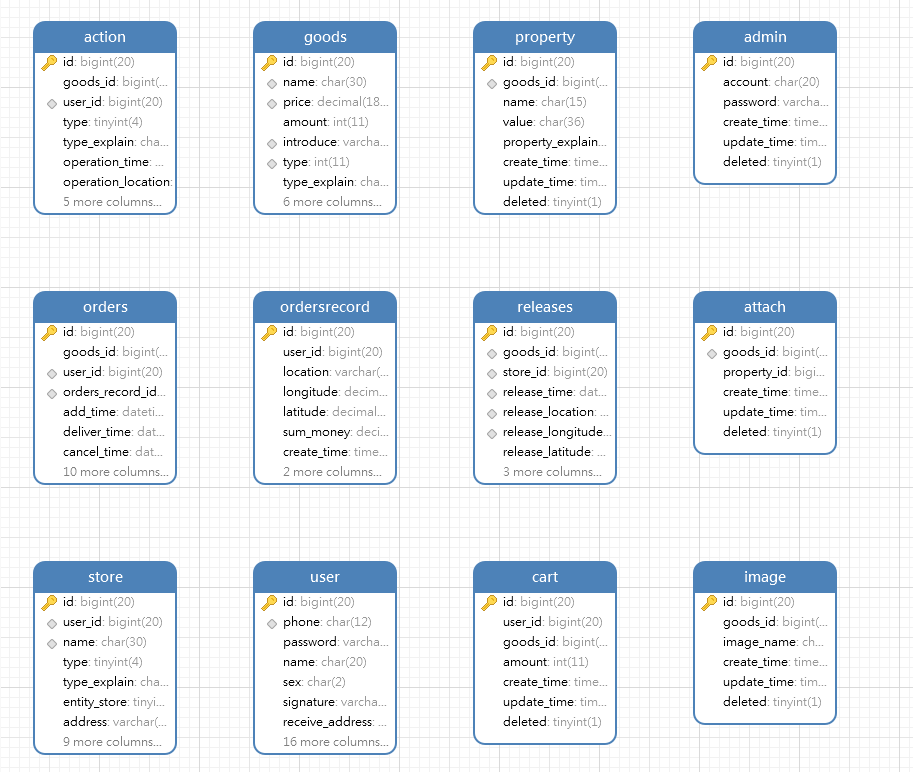 action
id: bigint(20)
goods_id: bigint(...
user_id: bigint(20)
type: tinyint(4)
type_explain: cha...
operation_time: ...
operation_location:
5 more columns...
goods
id: bigint(20)
name: char(30)
price: decimal(18...
amount: int(11)
introduce: varcha...
type: int(11)
type_explain: cha...
6 more columns...
property
id: bigint(20)
goods_id: bigint(...
name: char(15)
value: char(36)
property_explain...
create_time: time...
update_time: tim...
deleted: tinyint(1)
admin
id: bigint(20)
account: char(20)
password: varcha...
create_time: time...
update_time: tim...
deleted: tinyint(1)
orders
id: bigint(20)
goods_id: bigint(...
user_id: bigint(20)
orders_record_id...
add_time: dateti...
deliver_time: dat...
cancel_time: dat...
10 more columns...
ordersrecord
id: bigint(20)
user_id: bigint(20)
location: varchar(...
longitude: decim...
latitude: decimal...
sum_money: deci...
create_time: time...
2 more columns...
releases
id: bigint(20)
goods_id: bigint(...
store_id: bigint(20)
release_time: dat...
release_location: ...
release_longitude...
release_latitude: ...
3 more columns...
attach
id: bigint(20)
goods_id: bigint(...
property_id: bigi...
create_time: time...
update_time: tim...
deleted: tinyint(1)
store
id: bigint(20)
user_id: bigint(20)
name: char(30)
type: tinyint(4)
type_explain: cha...
entity_store: tinyi...
address: varchar(...
9 more columns...
user
id: bigint(20)
phone: char(12)
password: varcha...
name: char(20)
sex: char(2)
signature: varcha...
receive_address: ...
16 more columns...
cart
id: bigint(20)
user_id: bigint(20)
goods_id: bigint(...
amount: int(11)
create_time: time...
update_time: tim...
deleted: tinyint(1)
image
id: bigint(20)
goods_id: bigint(...
image_name: ch...
create_time: time...
update_time: tim...
deleted: tinyint(1)